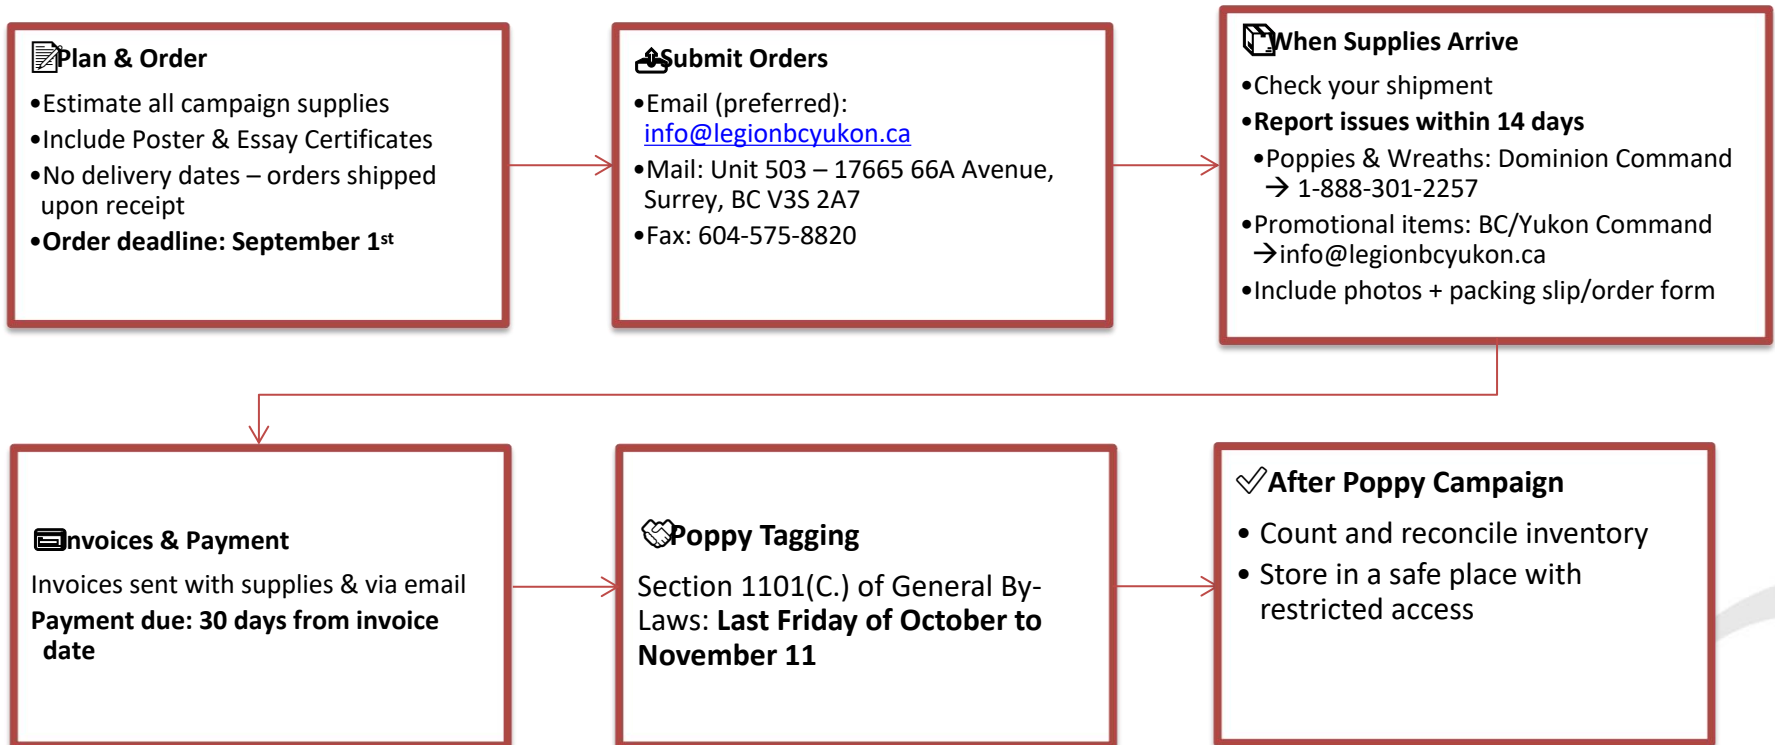 Plan & Order
•Estimate all campaign supplies
•Include Poster & Essay Certificates
•No delivery dates – orders shipped
upon receipt
•Order deadline: September 1st
Submit Orders
•Email (preferred):
info@legionbcyukon.ca
•Mail: Unit 503 – 17665 66A Avenue,
Surrey, BC V3S 2A7
•Fax: 604-575-8820
When Supplies Arrive
•Check your shipment
•Report issues within 14 days
•Poppies & Wreaths: Dominion Command
→ 1-888-301-2257
•Promotional items: BC/Yukon Command
→info@legionbcyukon.ca
•Include photos + packing slip/order form
Invoices & Payment
Invoices sent with supplies & via email
Payment due: 30 days from invoice
date
Poppy Tagging
Section 1101(C.) of General By-
Laws: Last Friday of October to
November 11
After Poppy Campaign
• Count and reconcile inventory
• Store in a safe place with
restricted access